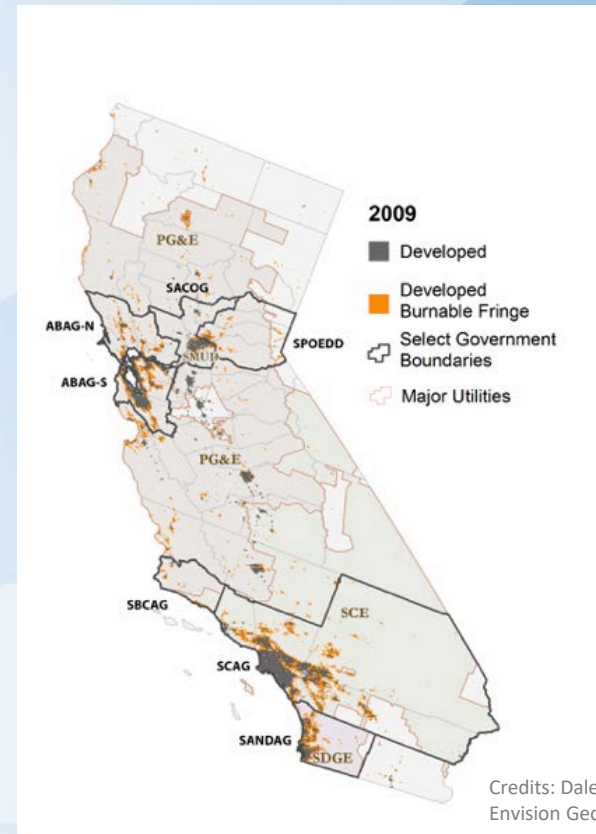 2009
Developed
Developed
Burnable Fringe
Select Government
Boundaries
Major Utilities
PG&E
SACOG
ABAG-N
SMUD
SPOEDD
ABAG-S
PG&E
SBCAG
SCE
SCAG
SANDAG
SDGE
Credits: Dale
Envision Geo